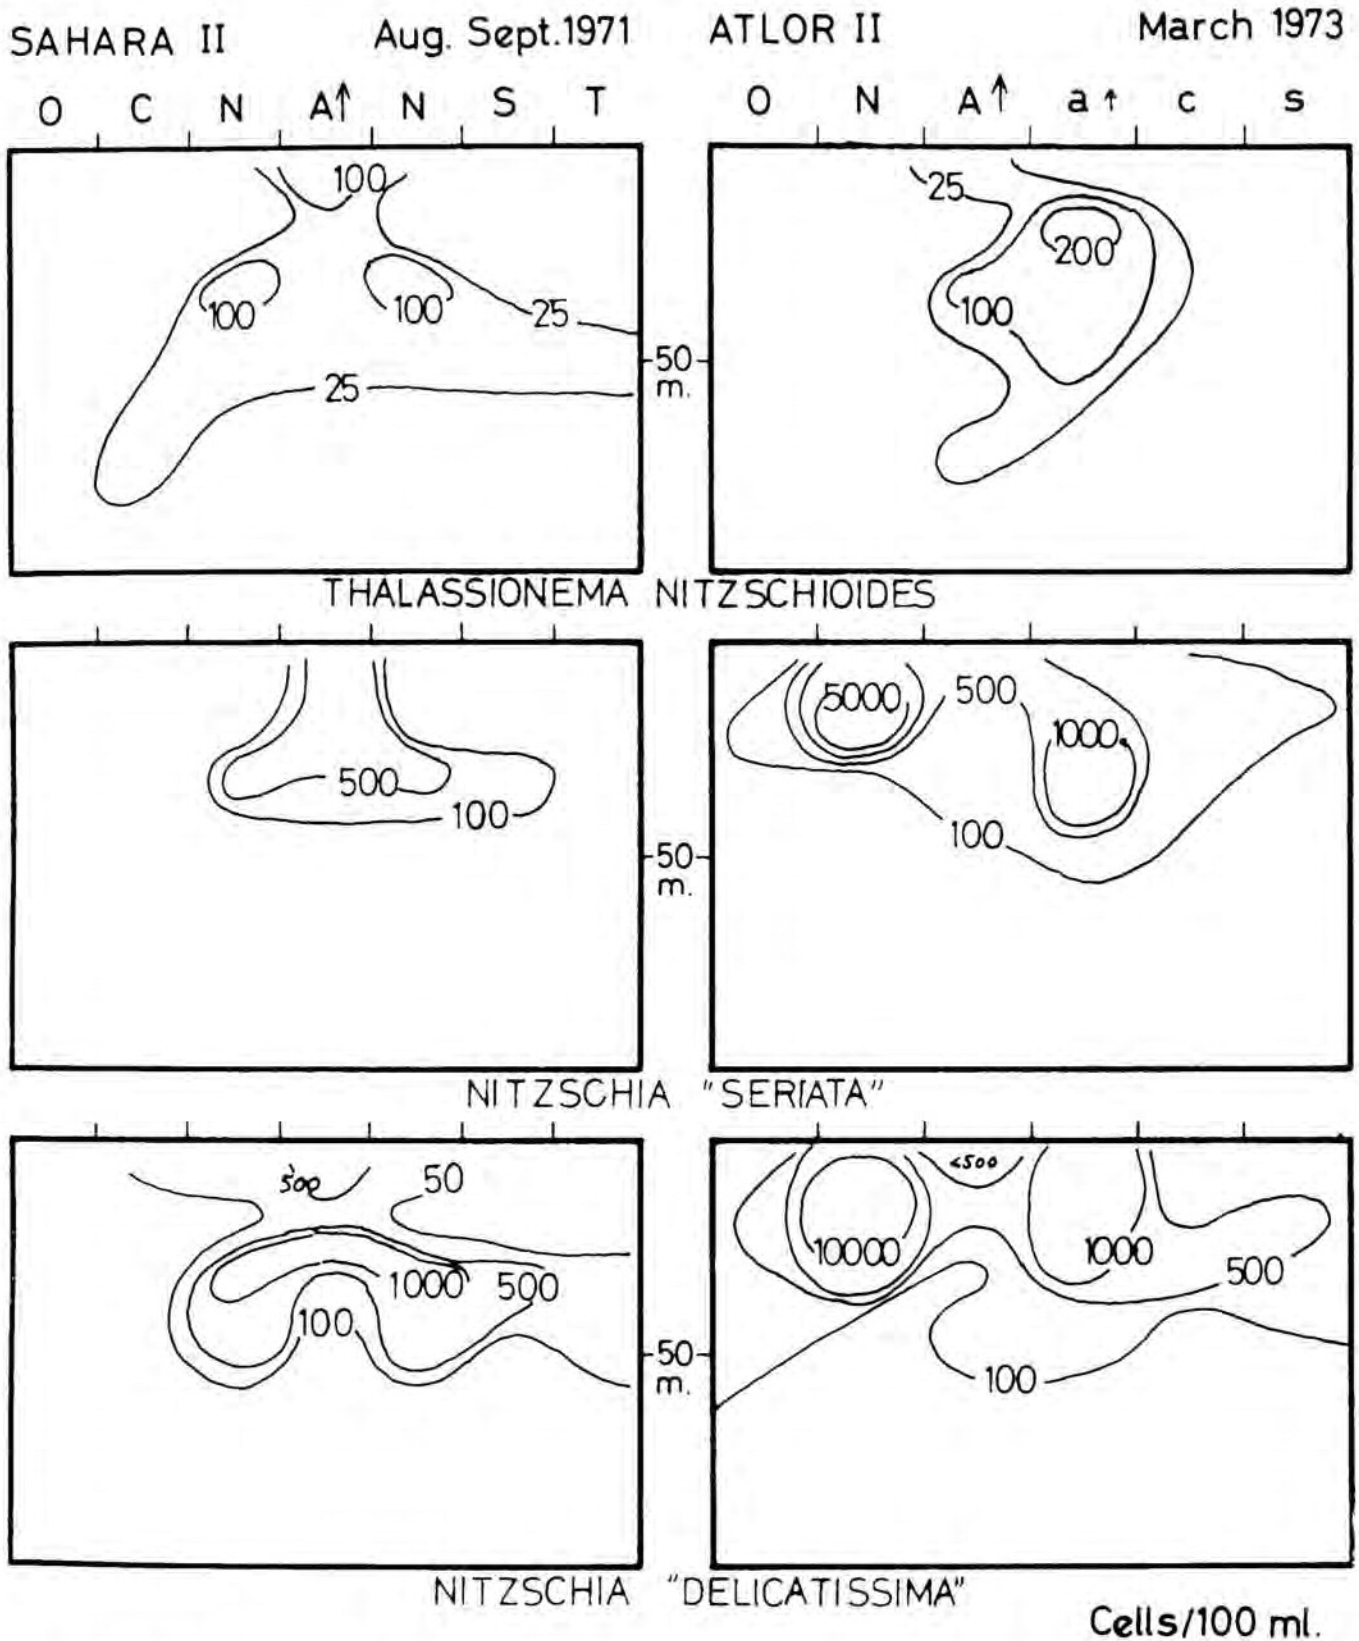 SAHARA II Aug. Sept.1971 ATLOR II March 1973
O C N A↑ N S T O N A↑ a↑ c s
100 25
200
100 100 25 100
50
m.
25
THALASSIONEMA NITZSCHIOIDES
5000 500
1000
500
100 100
50
m.
NITZSCHIA "SERIATA"
500 50 <500
10000 1000
1000 500 500
100
50
m.
100
NITZSCHIA "DELICATISSIMA"
Cells/100 ml.